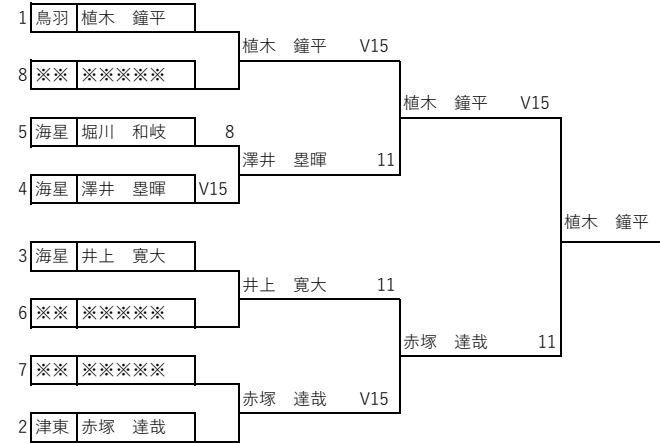 1 鳥羽 植木 鐘平
植木 鐘平 V15
8 ※※ ※※※※※
植木 鐘平 V15
5 海星 堀川 和岐 8
澤井 塁暉 11
4 海星 澤井 塁暉 V15
植木 鐘平
3 海星 井上 寛大
井上 寛大 11
6 ※※ ※※※※※
赤塚 達哉 11
7 ※※ ※※※※※
赤塚 達哉 V15
2 津東 赤塚 達哉